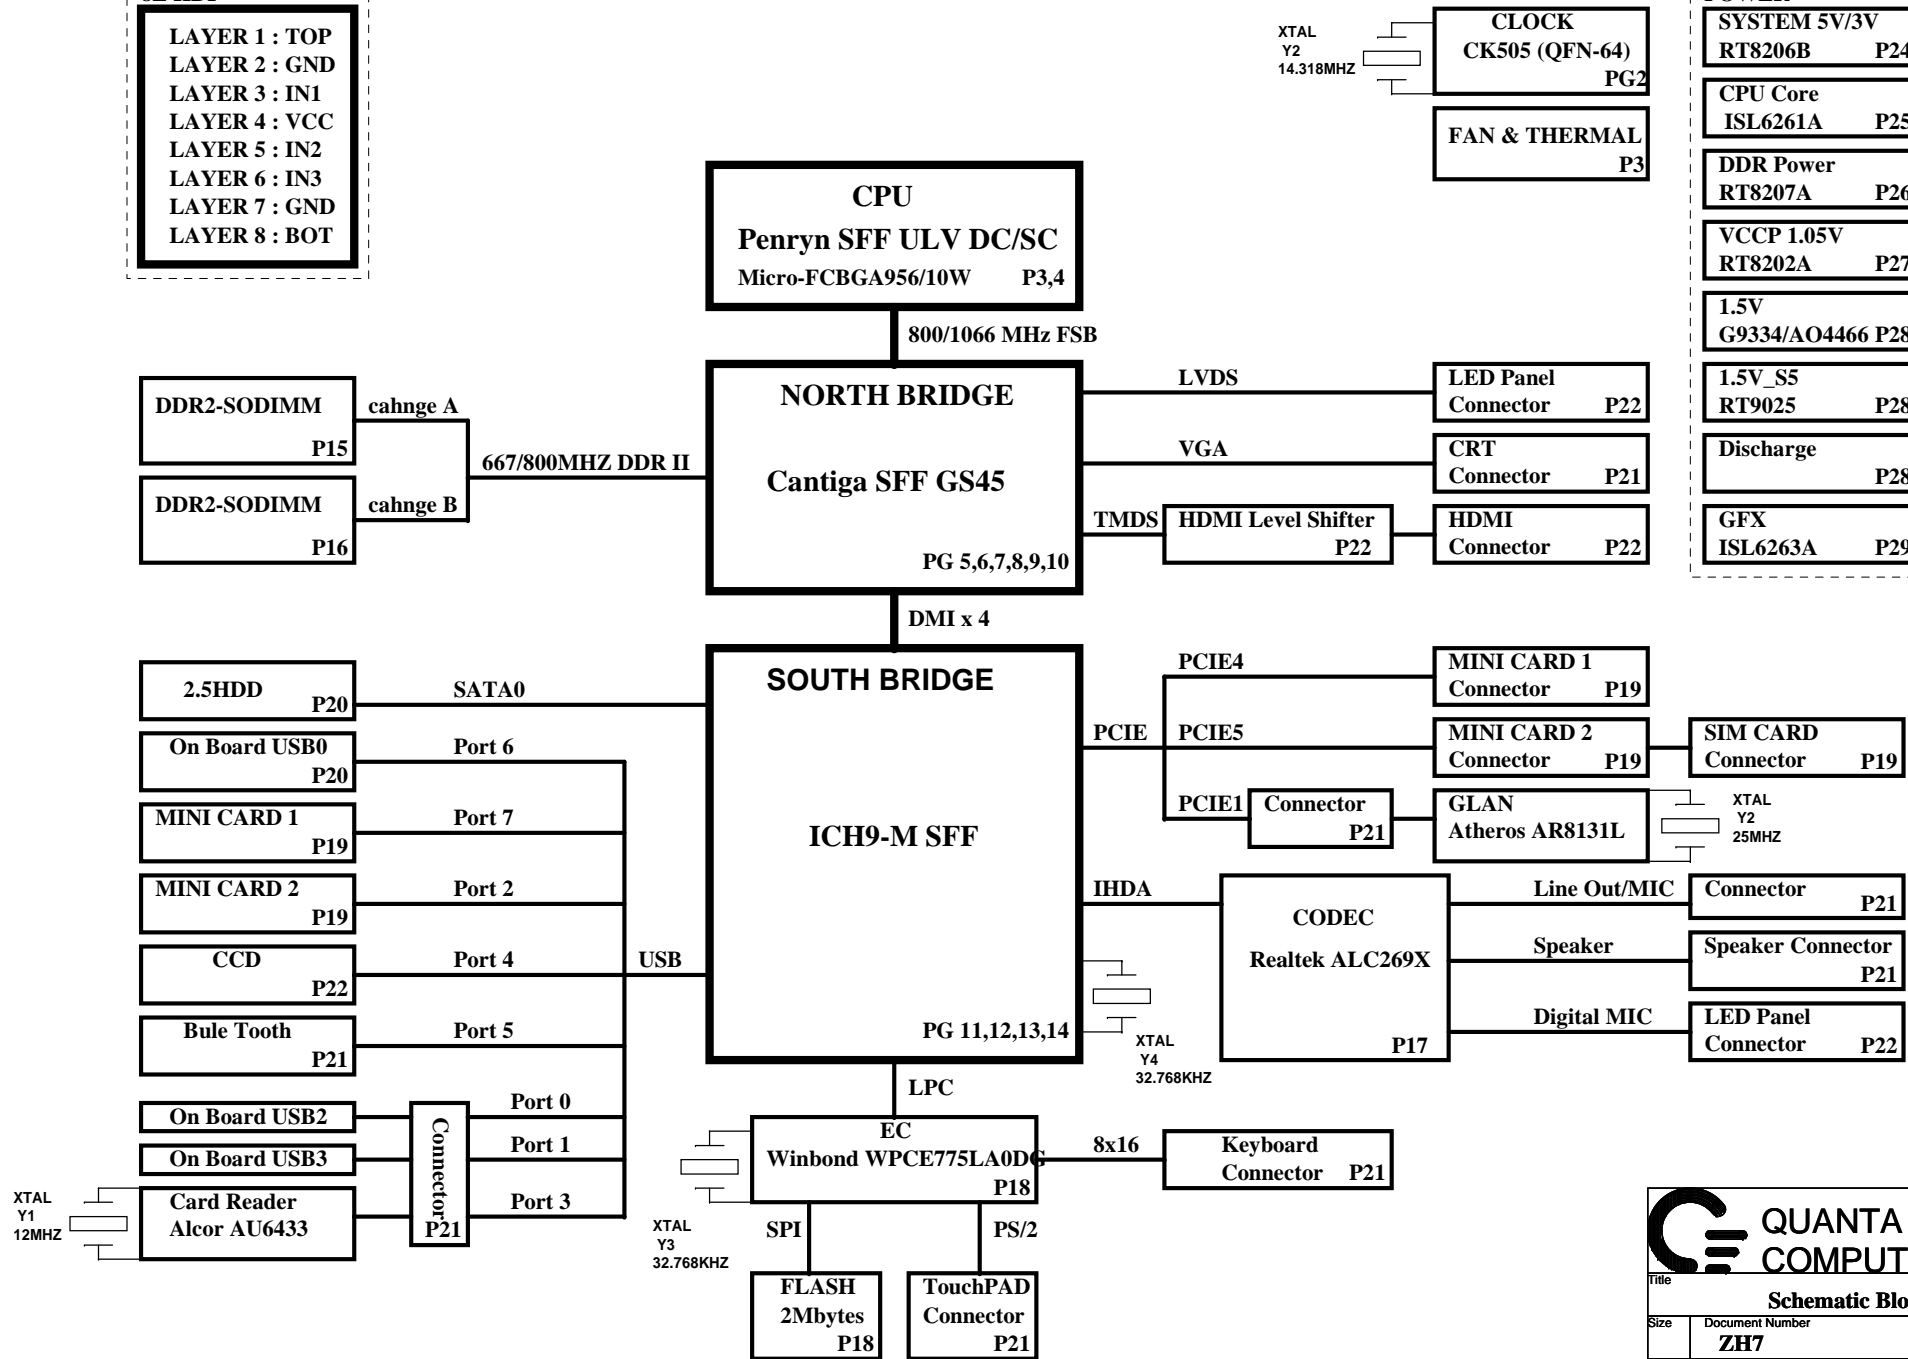 LAYER 1 : TOP
LAYER 2 : GND
LAYER 3 : IN1
LAYER 4 : VCC
LAYER 5 : IN2
LAYER 6 : IN3
LAYER 7 : GND
LAYER 8 : BOT
XTAL
Y2
14.318MHZ
CLOCK
CK505 (QFN-64)
PG2
FAN & THERMAL
P3
SYSTEM 5V/3V
RT8206B P24
CPU Core
ISL6261A P25
DDR Power
RT8207A P26
VCCP 1.05V
RT8202A P27
1.5V
G9334/AO4466 P28
1.5V_S5
RT9025 P28
Discharge
P28
GFX
ISL6263A P29
CPU
Penryn SFF ULV DC/SC
Micro-FCBGA956/10W P3,4
800/1066 MHz FSB
NORTH BRIDGE
Cantiga SFF GS45
PG 5,6,7,8,9,10
DDR2-SODIMM
P15
cahnge A
667/800MHZ DDR II
DDR2-SODIMM
P16
cahnge B
LVDS
LED Panel
Connector P22
VGA
CRT
Connector P21
TMDS
HDMI Level Shifter
P22
HDMI
Connector P22
DMI x 4
SOUTH BRIDGE
ICH9-M SFF
PG 11,12,13,14
2.5HDD
P20
SATA0
On Board USB0
P20
Port 6
MINI CARD 1
P19
Port 7
MINI CARD 2
P19
Port 2
CCD
P22
Port 4
USB
Bule Tooth
P21
Port 5
On Board USB2
Port 0
On Board USB3
Port 1
Connector
P21
XTAL
Y1
12MHZ
Card Reader
Alcor AU6433
Port 3
PCIE
PCIE4
MINI CARD 1
Connector P19
PCIE5
MINI CARD 2
Connector P19
SIM CARD
Connector P19
PCIE1
Connector
P21
GLAN
Atheros AR8131L
XTAL
Y2
25MHZ
IHDA
CODEC
Realtek ALC269X
P17
Line Out/MIC
Connector
P21
Speaker
Speaker Connector
P21
Digital MIC
LED Panel
Connector P22
XTAL
Y4
32.768KHZ
LPC
EC
Winbond WPCE775LA0DG
P18
8x16
Keyboard
Connector P21
XTAL
Y3
32.768KHZ
SPI
PS/2
FLASH
2Mbytes
P18
TouchPAD
Connector
P21
QUANTA
COMPUT
Title
Schematic Blo
Size
Document Number
ZH7